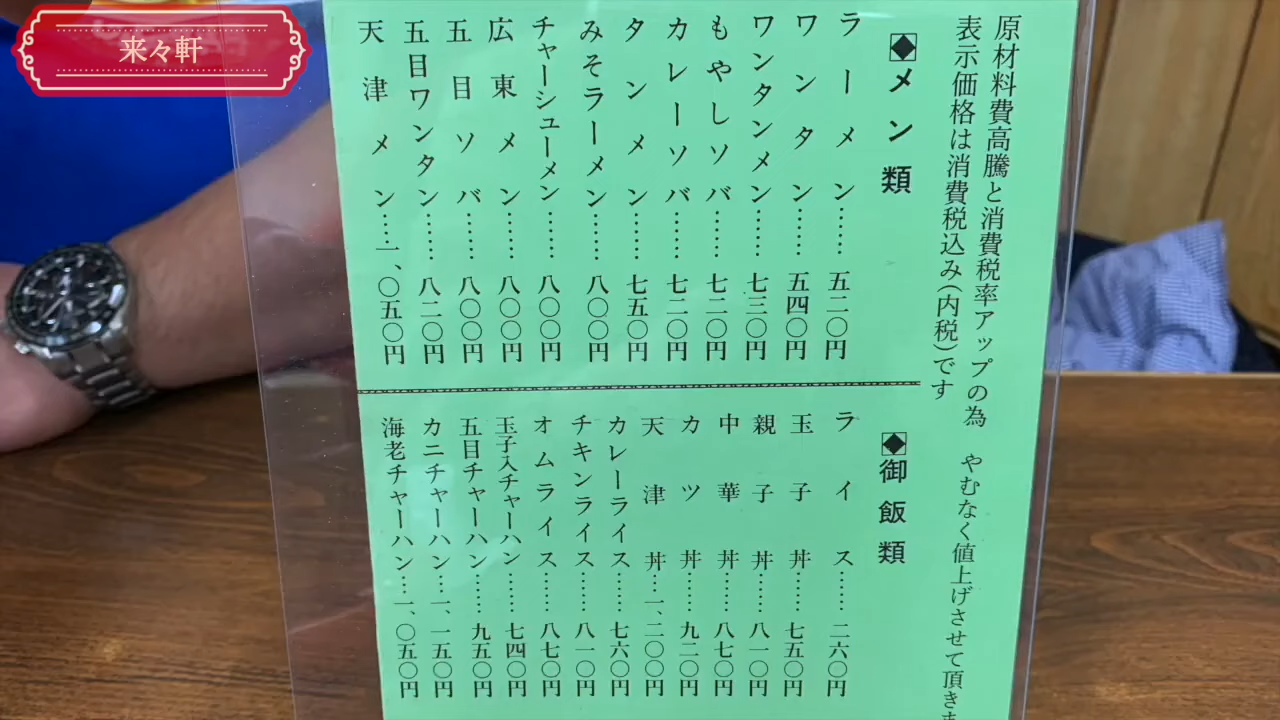 来々軒
原材料費高騰と消費税率アップの為 やむなく値上げさせて頂きま
表示価格は消費税込み(内税)です
◆メン類
ラーメン……五二〇円
ワンタン……五四〇円
ワンタンメン……七三〇円
もやしソバ……七二〇円
カレーソバ……七二〇円
タンメン……七五〇円
みそラーメン……八〇〇円
チャーシューメン……八〇〇円
広東メン……八〇〇円
五目ソバ……八〇〇円
五目ワンタン……八二〇円
天津メン……一、〇五〇円
◆御飯類
ライス……二六〇円
玉子丼……七五〇円
親子丼……八一〇円
中華丼……八七〇円
カツ丼……九二〇円
天津丼…一、二〇〇円
カレーライス……七六〇円
チキンライス……八一〇円
オムライス……八七〇円
玉子入チャーハン……七四〇円
五目チャーハン……九五〇円
カニチャーハン…一、一五〇円
海老チャーハン…一、〇五〇円